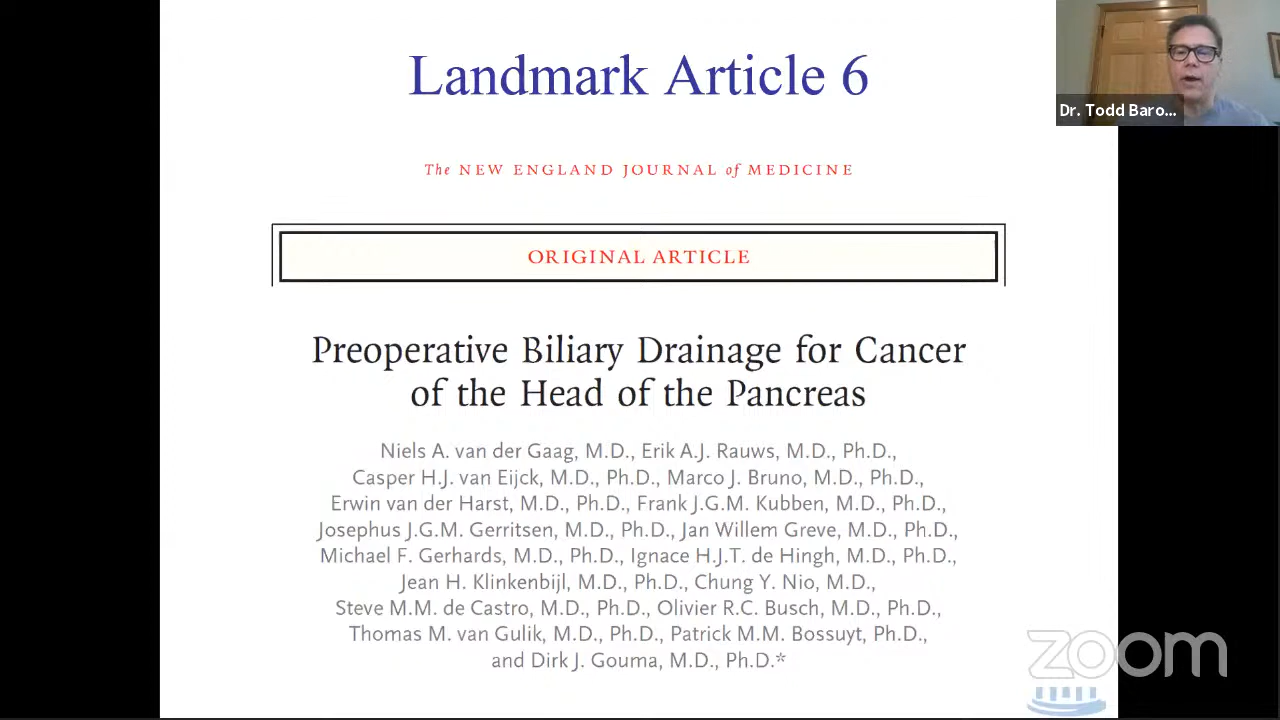 Landmark Article 6
Dr. Todd Baro...
The NEW ENGLAND JOURNAL of MEDICINE
ORIGINAL ARTICLE
Preoperative Biliary Drainage for Cancer
of the Head of the Pancreas
Niels A. van der Gaag, M.D., Erik A.J. Rauws, M.D., Ph.D.,
Casper H.J. van Eijck, M.D., Ph.D., Marco J. Bruno, M.D., Ph.D.,
Erwin van der Harst, M.D., Ph.D., Frank J.G.M. Kubben, M.D., Ph.D.,
Josephus J.G.M. Gerritsen, M.D., Ph.D., Jan Willem Greve, M.D., Ph.D.,
Michael F. Gerhards, M.D., Ph.D., Ignace H.J.T. de Hingh, M.D., Ph.D.,
Jean H. Klinkenbijl, M.D., Ph.D., Chung Y. Nio, M.D.,
Steve M.M. de Castro, M.D., Ph.D., Olivier R.C. Busch, M.D., Ph.D.,
Thomas M. van Gulik, M.D., Ph.D., Patrick M.M. Bossuyt, Ph.D.,
and Dirk J. Gouma, M.D., Ph.D.*
zoom